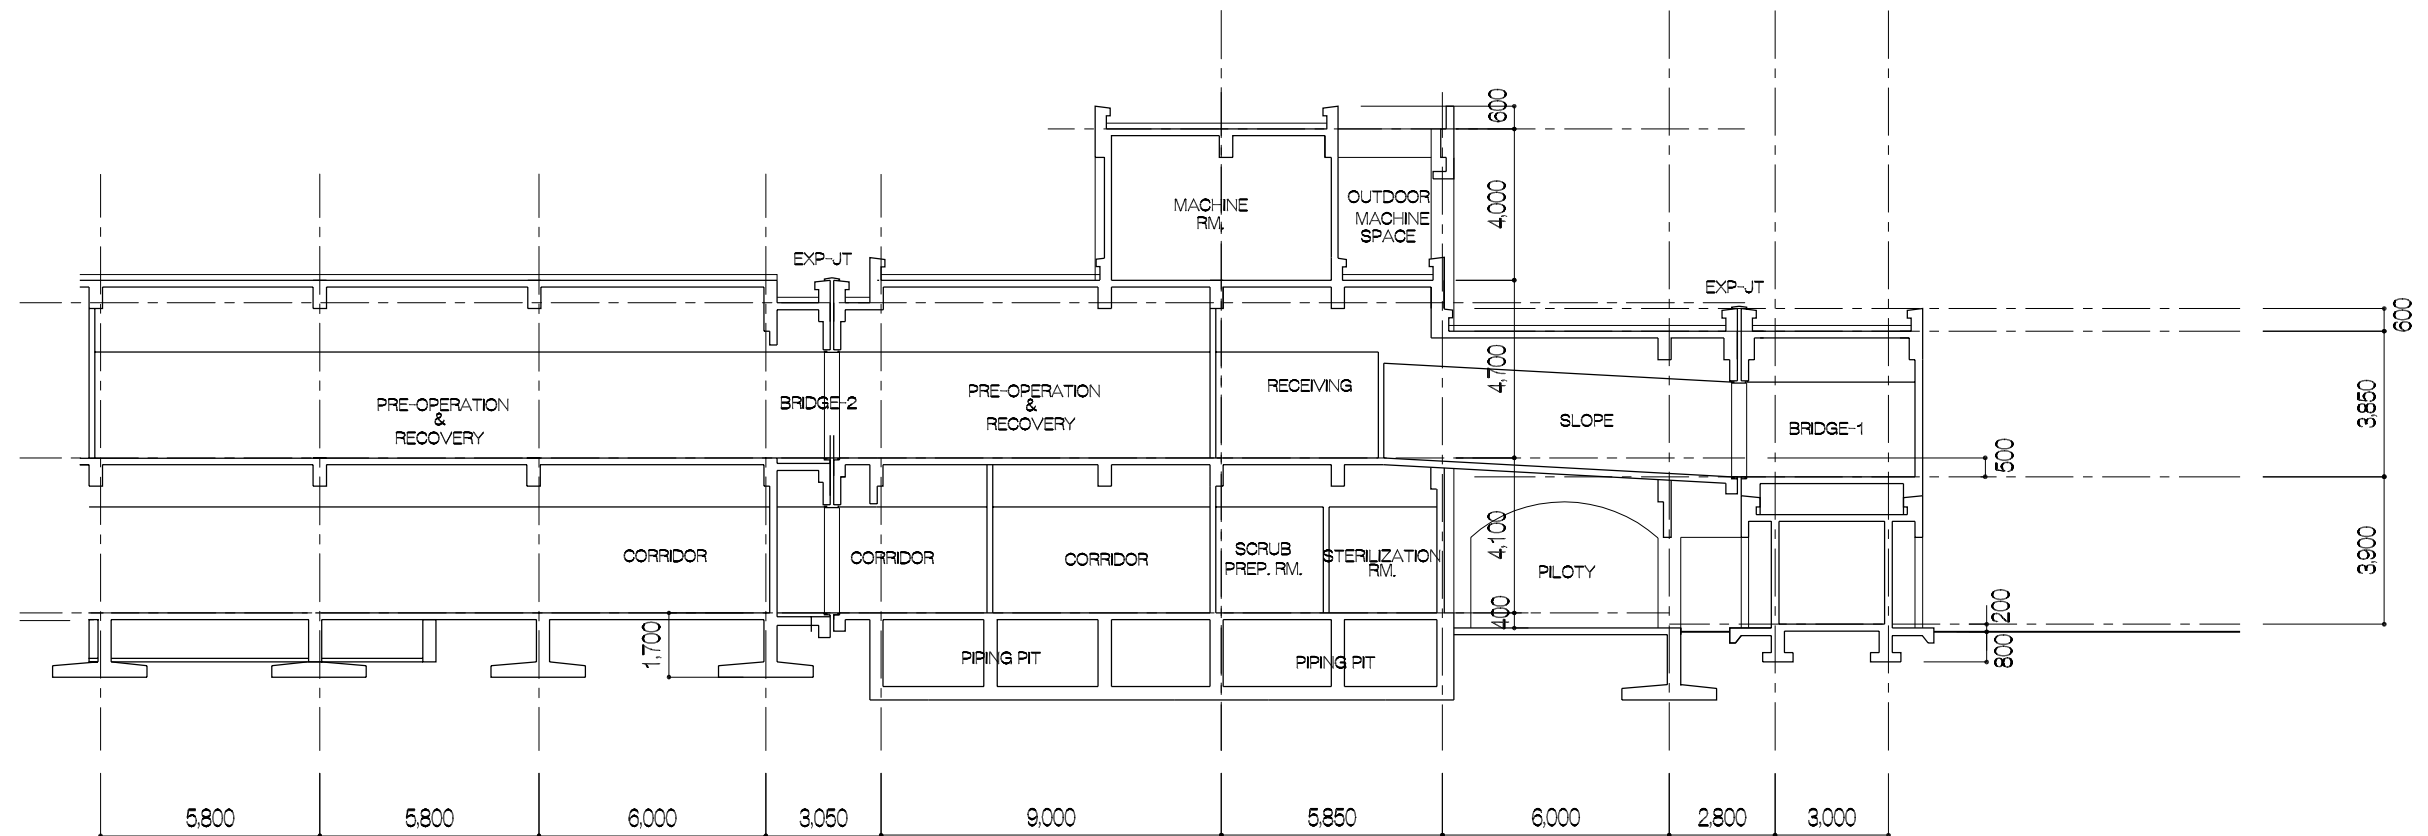 600
4,000
MACHINE
RM.
OUTDOOR
MACHINE
SPACE
EXP-JT
EXP-JT
600
4,700
3,850
PRE-OPERATION
&
RECOVERY
BRIDGE-2
PRE-OPERATION
&
RECOVERY
RECEIVING
SLOPE
BRIDGE-1
500
4,100
3,900
CORRIDOR
CORRIDOR
CORRIDOR
SCRUB
PREP. RM.
STERILIZATION
RM.
PILOTY
400
200
1,700
PIPING PIT
PIPING PIT
800
5,800
5,800
6,000
3,050
9,000
5,850
6,000
2,800
3,000